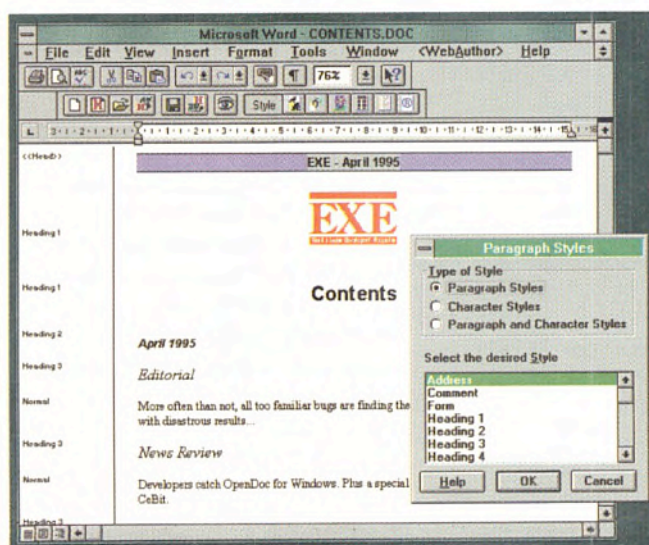 Microsoft Word - CONTENTS.DOC
File Edit View Insert Format Tools Window <WebAuthor> Help
76%
Style
<<Head>>
EXE - April 1995
Heading 1
EXE
Heading 1
Contents
Heading 2
April 1995
Heading 3
Editorial
Normal
More often than not, all too familiar bugs are finding the
with disastrous results...
Heading 3
News Review
Normal
Developers catch OpenDoc for Windows. Plus a special
CeBit.
Heading 3
Paragraph Styles
Type of Style
Paragraph Styles
Character Styles
Paragraph and Character Styles
Select the desired Style
Address
Comment
Form
Heading 1
Heading 2
Heading 3
Heading 4
Help OK Cancel